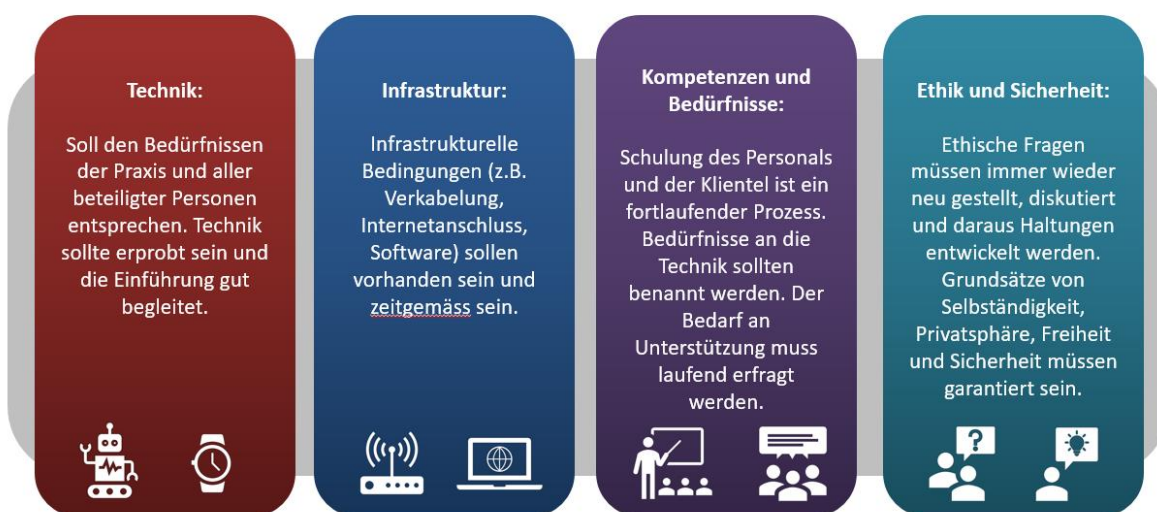 Technik:
Soll den Bedürfnissen
der Praxis und aller
beteiligter Personen
entsprechen. Technik
sollte erprobt sein und
die Einführung gut
begleitet.
Infrastruktur:
Infrastrukturelle
Bedingungen (z.B.
Verkabelung,
Internetanschluss,
Software) sollen
vorhanden sein und
zeitgemäss sein.
Kompetenzen und
Bedürfnisse:
Schulung des Personals
und der Klientel ist ein
fortlaufender Prozess.
Bedürfnisse an die
Technik sollten
benannt werden. Der
Bedarf an
Unterstützung muss
laufend erfragt
werden.
Ethik und Sicherheit:
Ethische Fragen
müssen immer wieder
neu gestellt, diskutiert
und daraus Haltungen
entwickelt werden.
Grundsätze von
Selbständigkeit,
Privatsphäre, Freiheit
und Sicherheit müssen
garantiert sein.
?